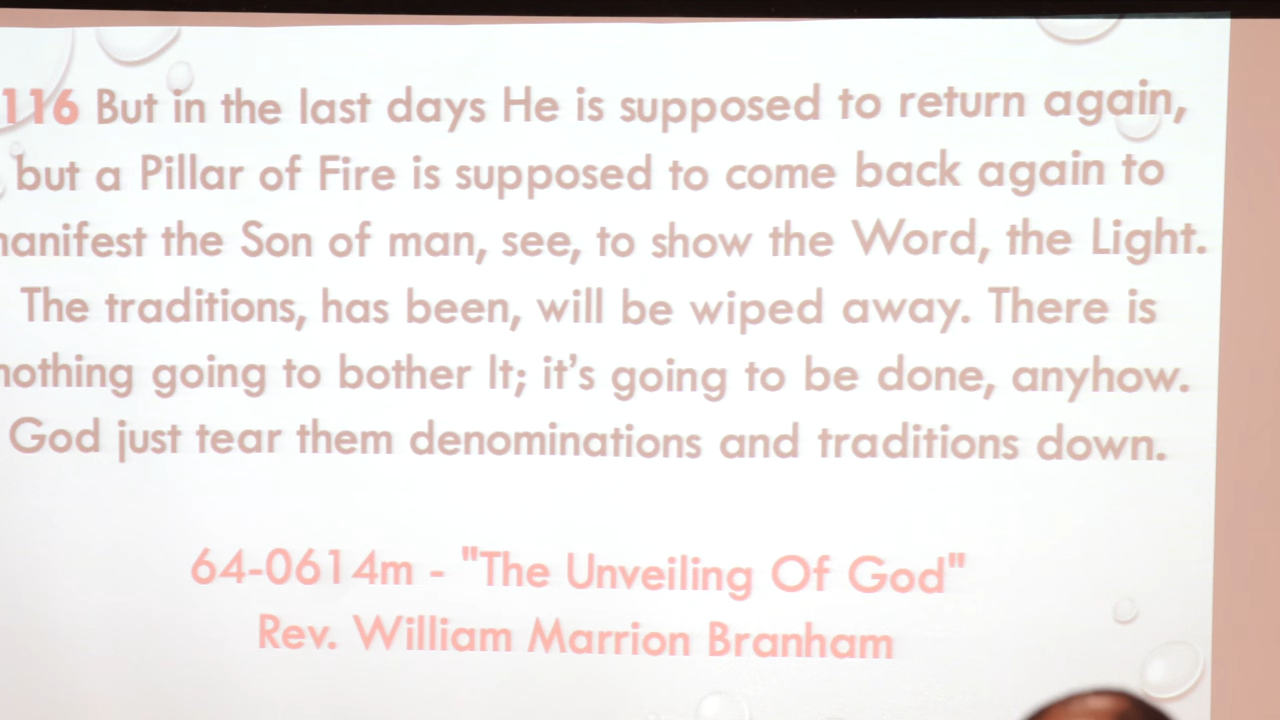 116 But in the last days He is supposed to return again,
but a Pillar of Fire is supposed to come back again to
manifest the Son of man, see, to show the Word, the Light.
The traditions, has been, will be wiped away. There is
nothing going to bother It; it’s going to be done, anyhow.
God just tear them denominations and traditions down.
64-0614m - "The Unveiling Of God"
Rev. William Marrion Branham